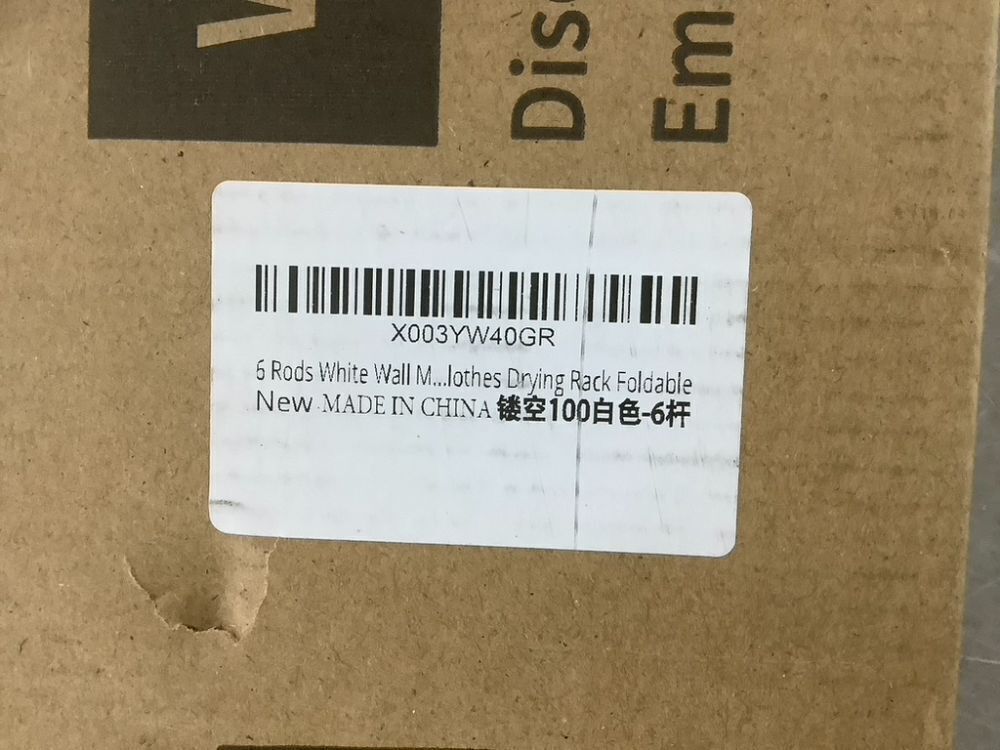 Dis
Em
X003YW40GR
6 Rods White Wall M...lothes Drying Rack Foldable
New MADE IN CHINA 镂空100白色-6杆